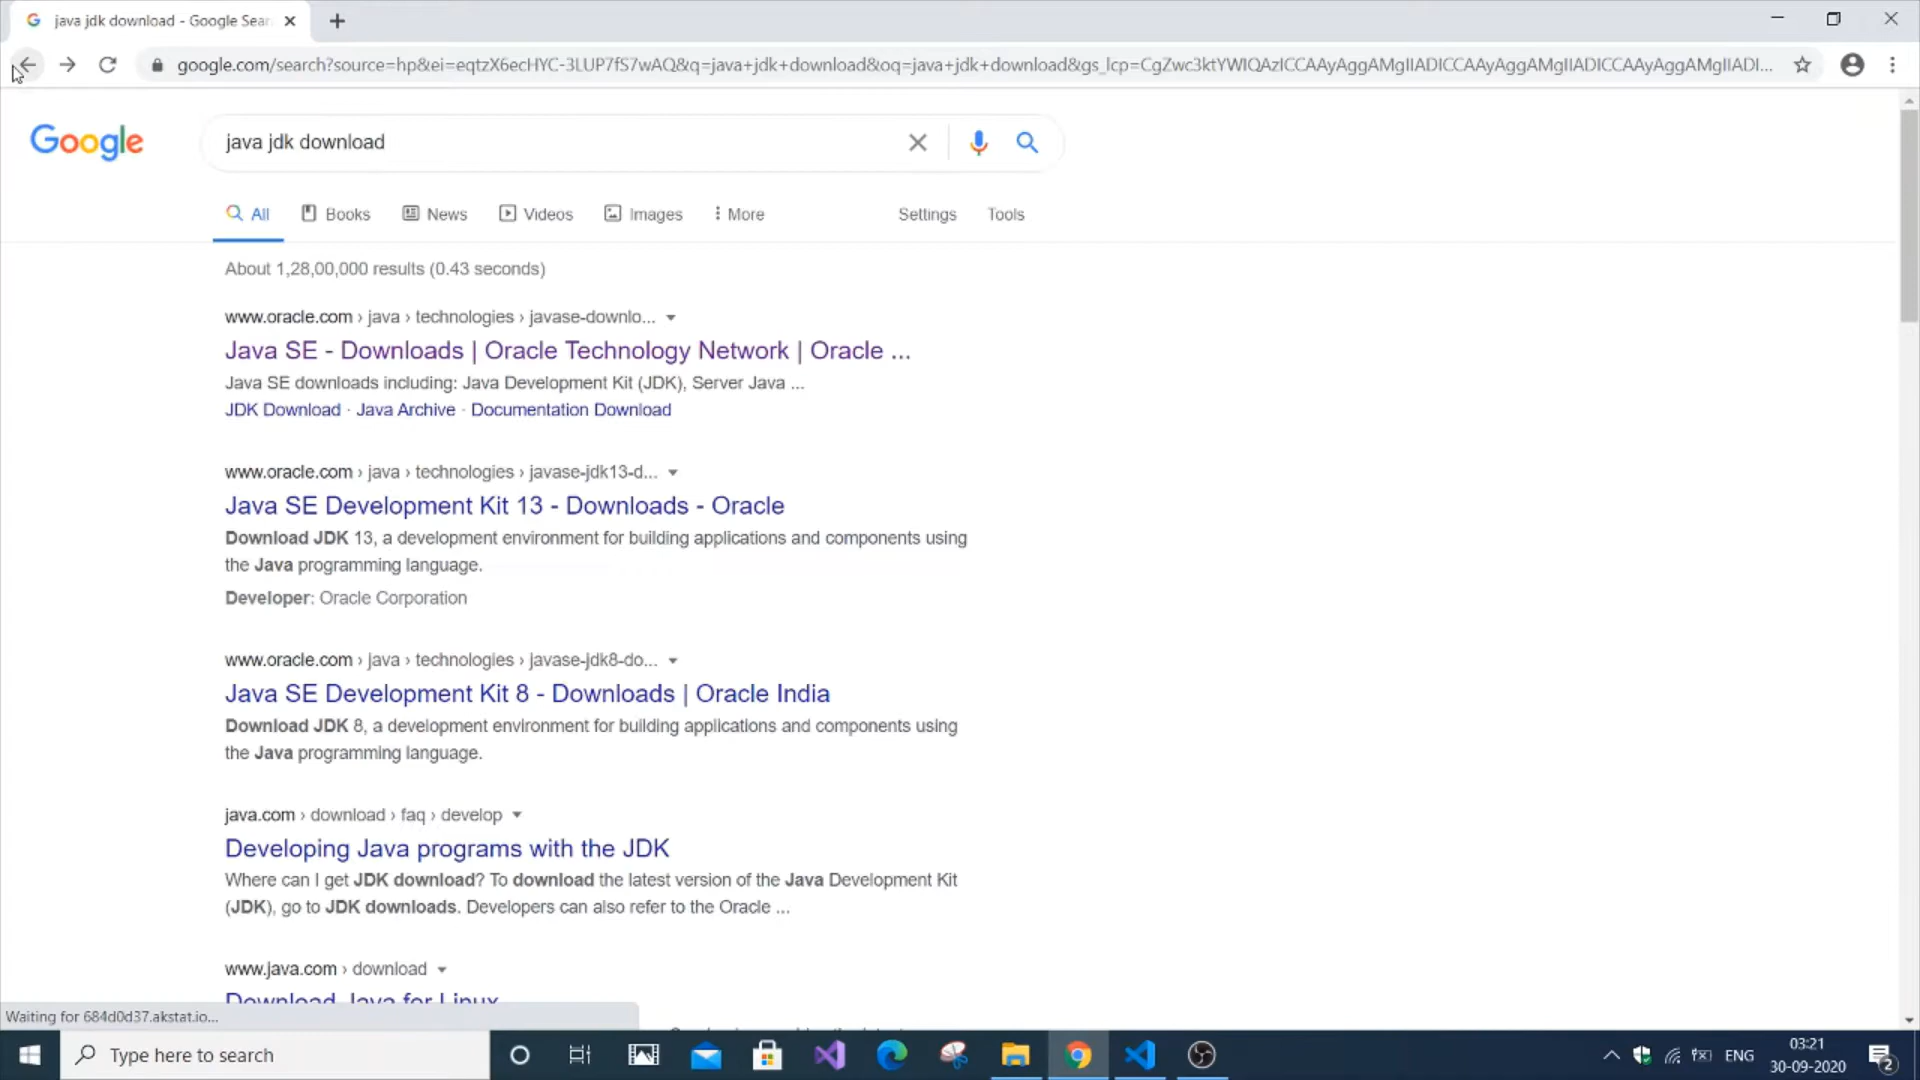 java jdk download - Google Sear
google.com/search?source=hp&ei=eqtzX6ecHYC-3LUP7fS7wAQ&q=java+jdk+download&oq=java+jdk+download&gs_lcp=CgZwc3ktYWIQAzICCAAyAggAMgIIADICCAAyAggAMgIIADICCAAyAggAMgIIADI...
Google
java jdk download
All Books News Videos Images More Settings Tools
About 1,28,00,000 results (0.43 seconds)
www.oracle.com › java › technologies › javase-downlo...
Java SE - Downloads | Oracle Technology Network | Oracle ...
Java SE downloads including: Java Development Kit (JDK), Server Java ...
JDK Download · Java Archive · Documentation Download
www.oracle.com › java › technologies › javase-jdk13-d...
Java SE Development Kit 13 - Downloads - Oracle
Download JDK 13, a development environment for building applications and components using
the Java programming language.
Developer: Oracle Corporation
www.oracle.com › java › technologies › javase-jdk8-do...
Java SE Development Kit 8 - Downloads | Oracle India
Download JDK 8, a development environment for building applications and components using
the Java programming language.
java.com › download › faq › develop
Developing Java programs with the JDK
Where can I get JDK download? To download the latest version of the Java Development Kit
(JDK), go to JDK downloads. Developers can also refer to the Oracle ...
www.java.com › download
Download Java for Linux
Waiting for 684d0d37.akstat.io...
Type here to search
ENG
03:21
30-09-2020
2